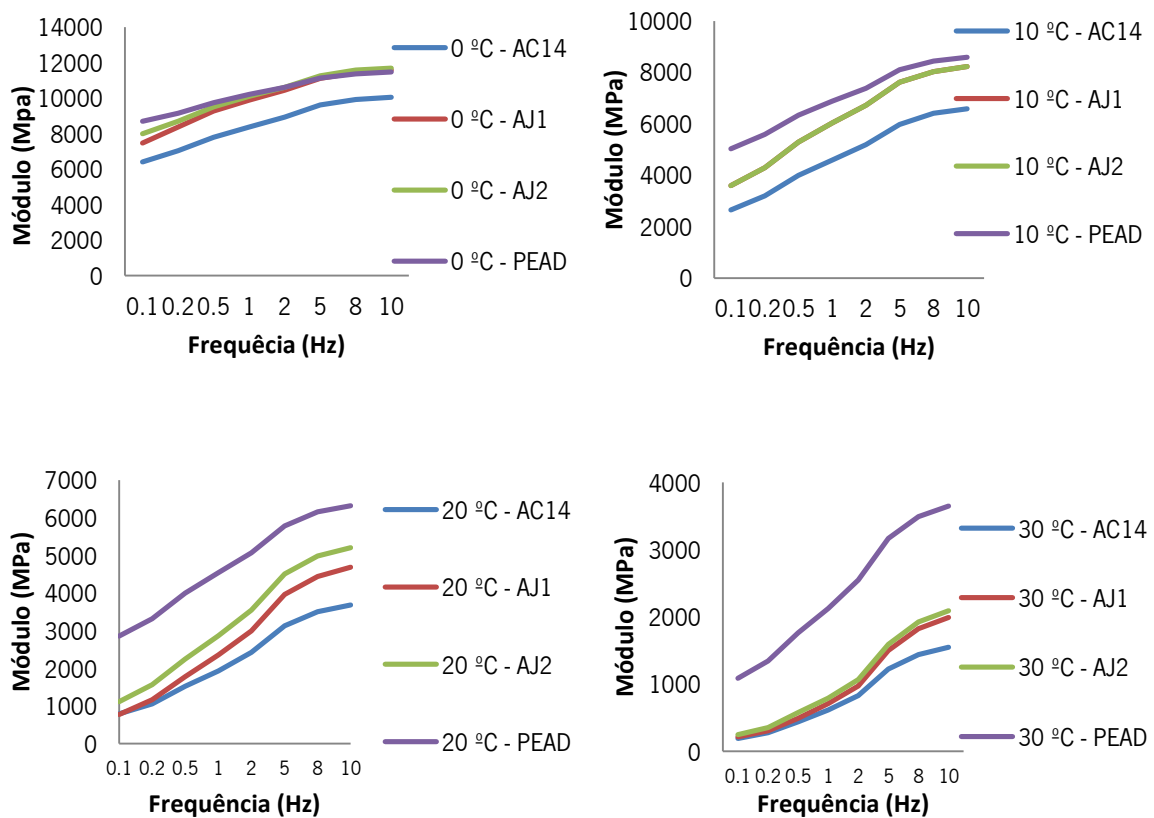 14000
12000
10000
8000
6000
4000
2000
0
Módulo (Mpa)
0.1 0.2 0.5 1 2 5 8 10
Frequêcia (Hz)
0 ºC - AC14
0 ºC - AJ1
0 ºC - AJ2
0 ºC - PEAD
10000
8000
6000
4000
2000
0
Módulo (MPa)
0.1 0.2 0.5 1 2 5 8 10
Frequência (Hz)
10 ºC - AC14
10 ºC - AJ1
10 ºC - AJ2
10 ºC - PEAD
7000
6000
5000
4000
3000
2000
1000
0
Módulo (MPa)
0.1 0.2 0.5 1 2 5 8 10
Frequência (Hz)
20 ºC - AC14
20 ºC - AJ1
20 ºC - AJ2
20 ºC - PEAD
4000
3000
2000
1000
0
Módulo (MPa)
0.1 0.2 0.5 1 2 5 8 10
Frequência (Hz)
30 ºC - AC14
30 ºC - AJ1
30 ºC - AJ2
30 ºC - PEAD